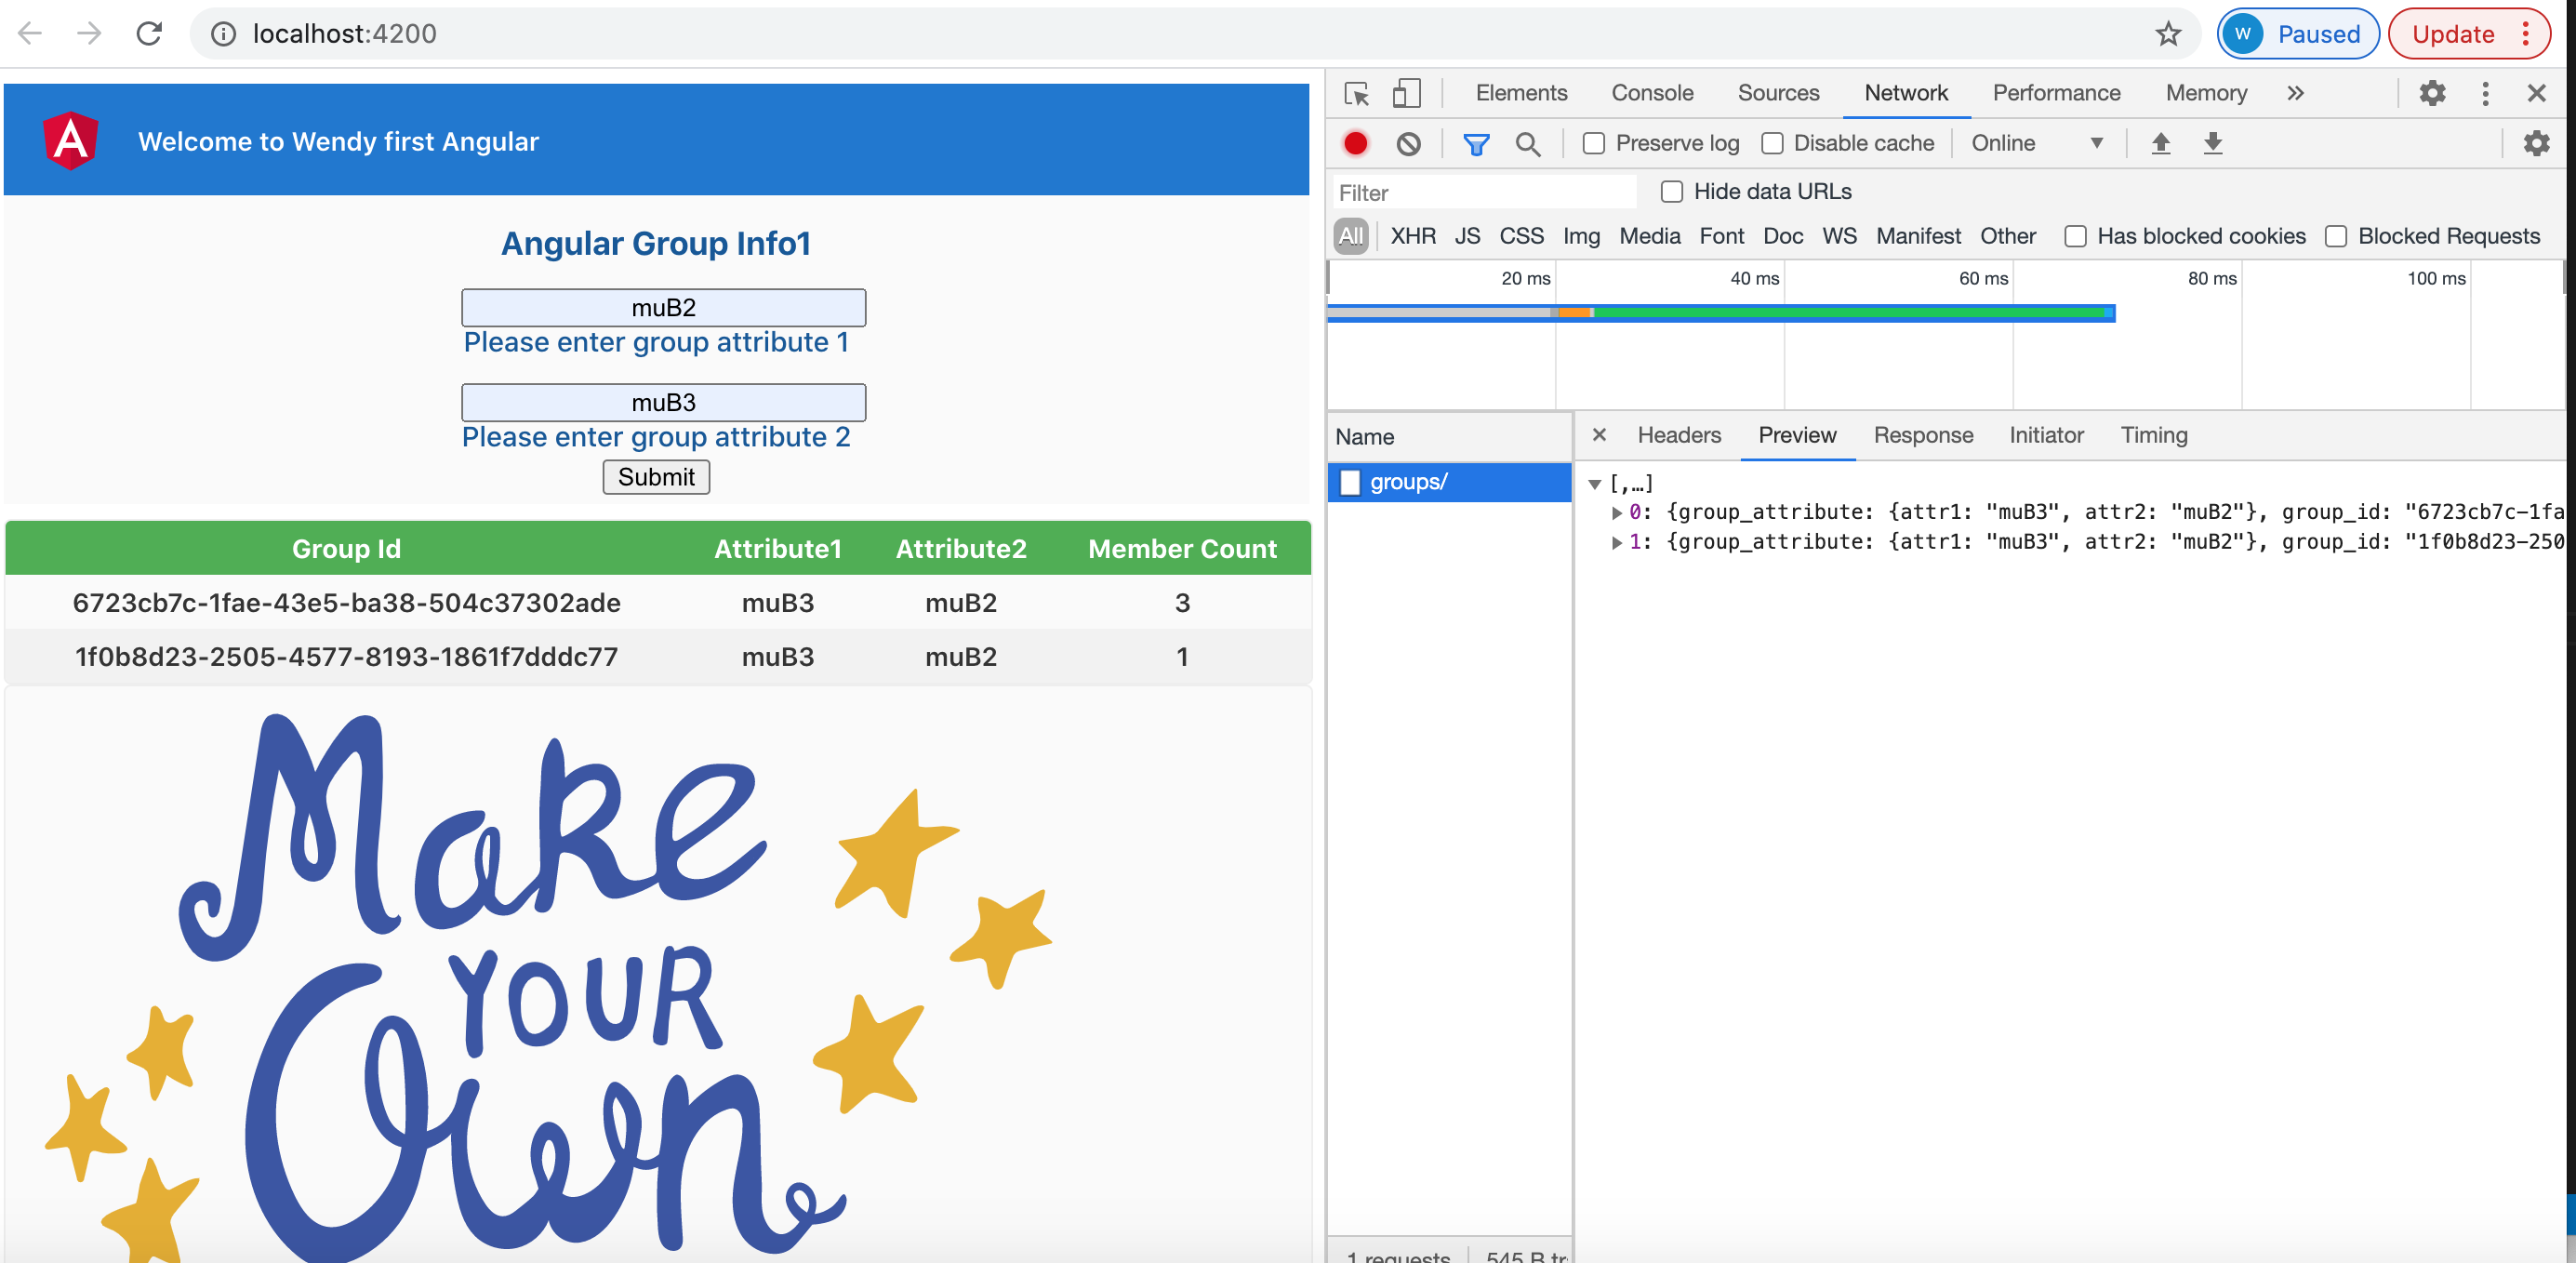 localhost:4200
W Paused Update
A
Welcome to Wendy first Angular
Angular Group Info1
muB2
Please enter group attribute 1
muB3
Please enter group attribute 2
Submit
Group Id Attribute1 Attribute2 Member Count
6723cb7c-1fae-43e5-ba38-504c37302ade muB3 muB2 3
1f0b8d23-2505-4577-8193-1861f7dddc77 muB3 muB2 1
Make
YOUR
Own
Elements Console Sources Network Performance Memory »
Preserve log Disable cache Online
Filter Hide data URLs
All XHR JS CSS Img Media Font Doc WS Manifest Other Has blocked cookies Blocked Requests
20 ms 40 ms 60 ms 80 ms 100 ms
Name
groups/
1 requests 545 B tr
Headers Preview Response Initiator Timing
[,…]
0: {group_attribute: {attr1: "muB3", attr2: "muB2"}, group_id: "6723cb7c-1fa
1: {group_attribute: {attr1: "muB3", attr2: "muB2"}, group_id: "1f0b8d23-250